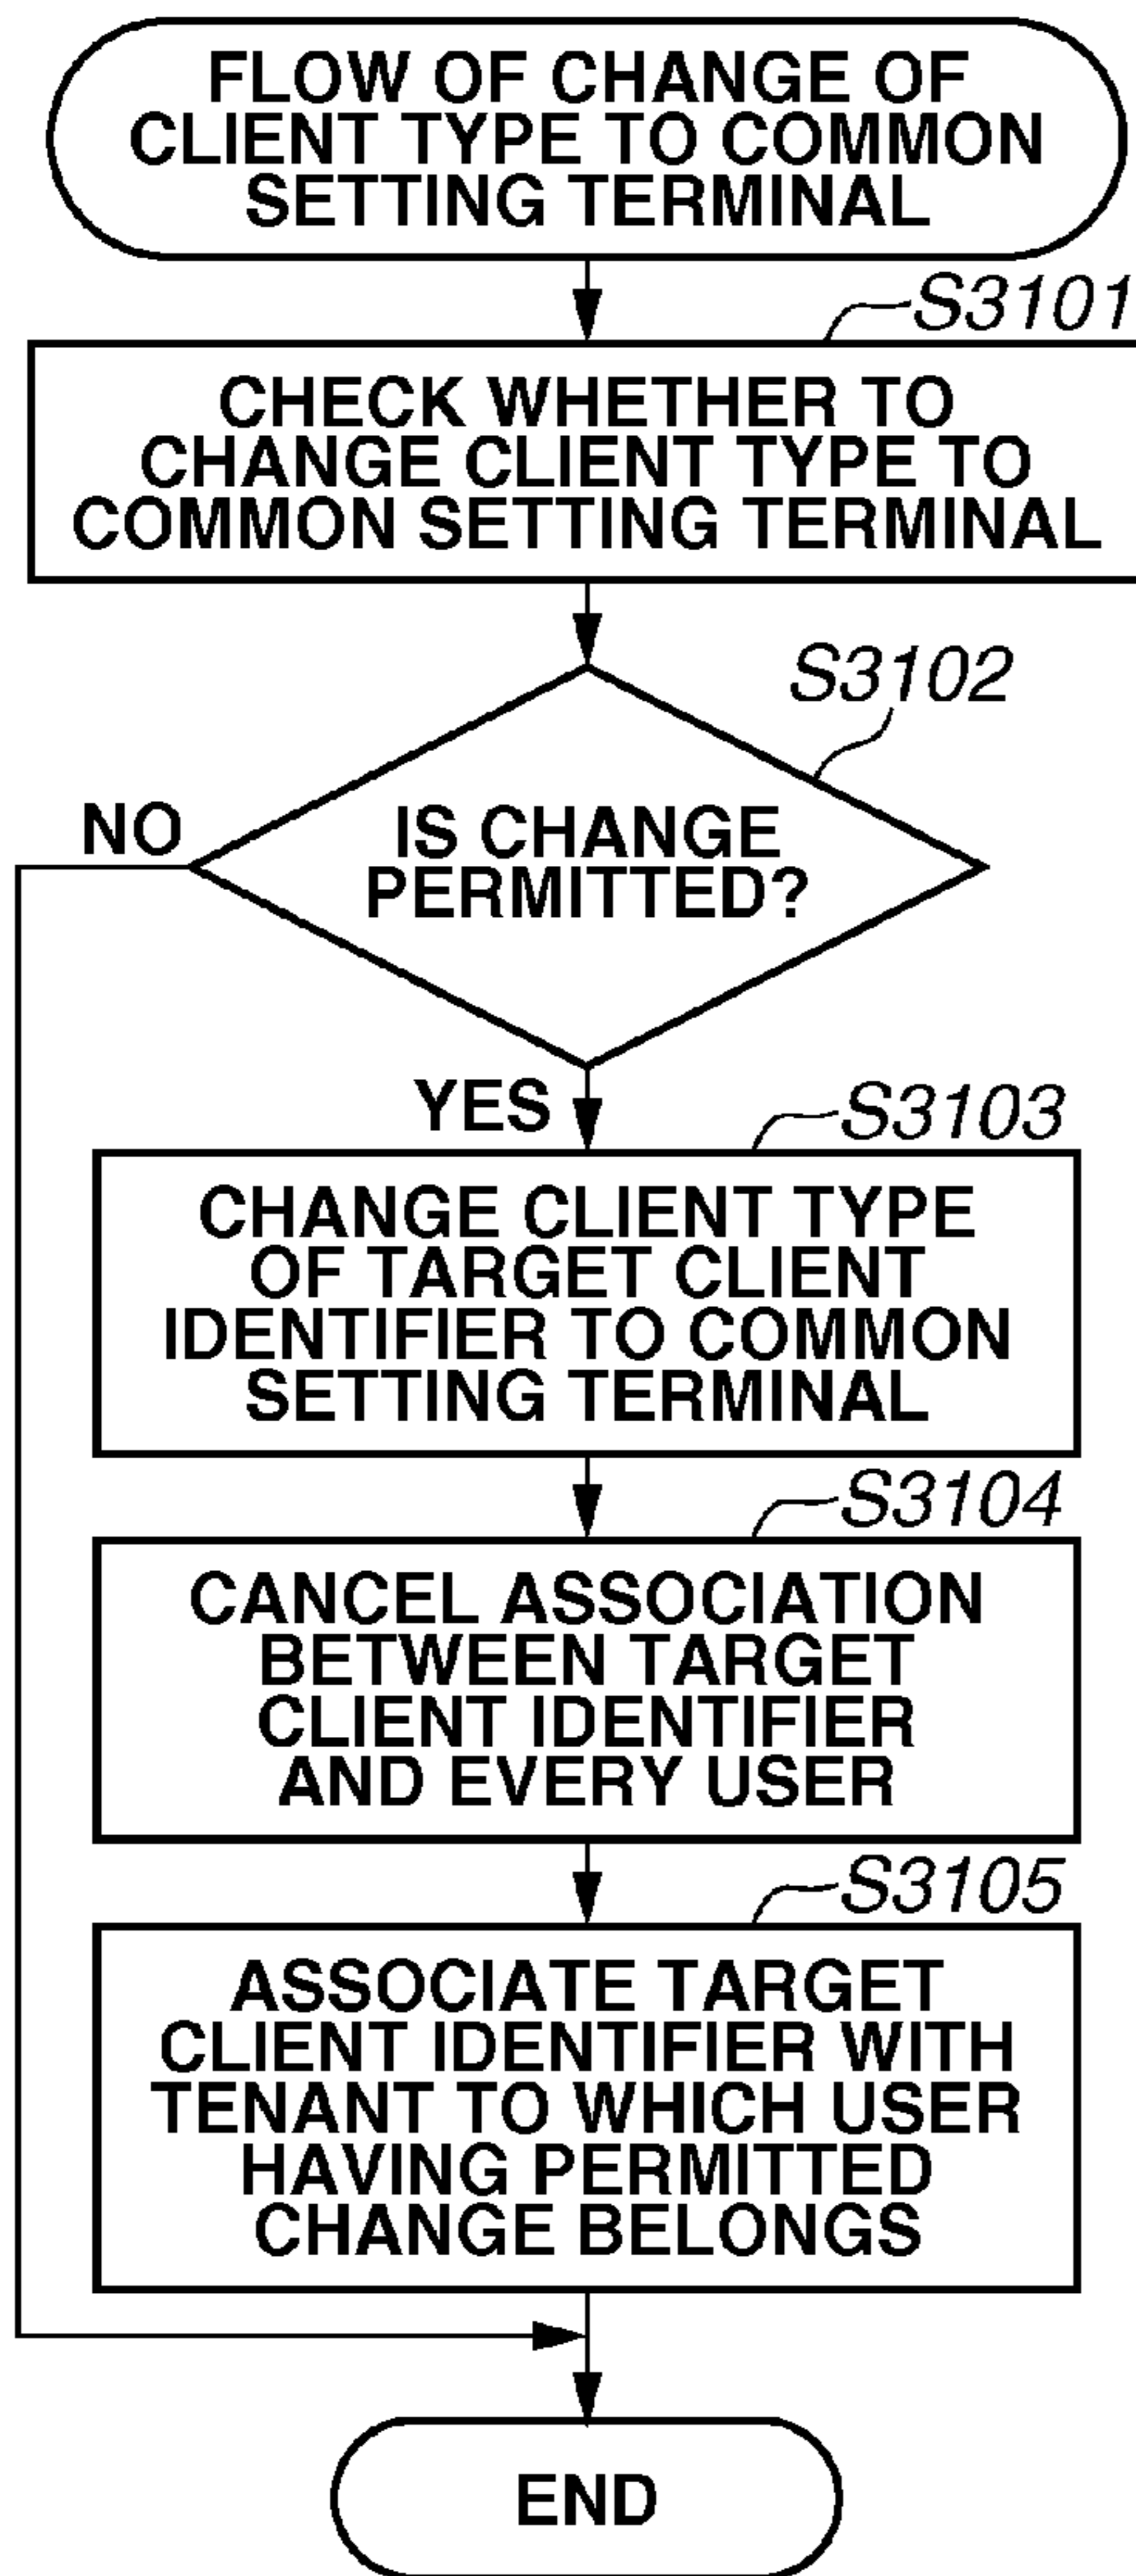 FLOW OF CHANGE OF
CLIENT TYPE TO COMMON
SETTING TERMINAL
S3101
CHECK WHETHER TO
CHANGE CLIENT TYPE TO
COMMON SETTING TERMINAL
S3102
NO
IS CHANGE
PERMITTED?
YES
S3103
CHANGE CLIENT TYPE
OF TARGET CLIENT
IDENTIFIER TO COMMON
SETTING TERMINAL
S3104
CANCEL ASSOCIATION
BETWEEN TARGET
CLIENT IDENTIFIER
AND EVERY USER
S3105
ASSOCIATE TARGET
CLIENT IDENTIFIER WITH
TENANT TO WHICH USER
HAVING PERMITTED
CHANGE BELONGS
END